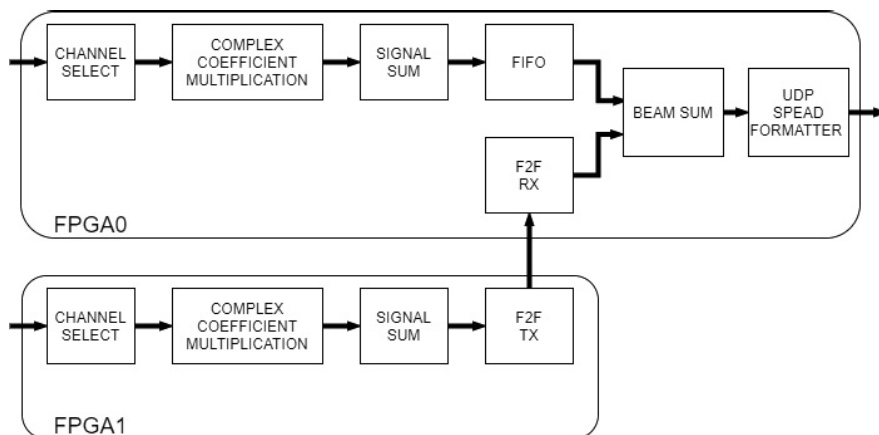 CHANNEL
SELECT
COMPLEX
COEFFICIENT
MULTIPLICATION
SIGNAL
SUM
FIFO
BEAM SUM
UDP
SPEAD
FORMATTER
F2F
RX
FPGA0
CHANNEL
SELECT
COMPLEX
COEFFICIENT
MULTIPLICATION
SIGNAL
SUM
F2F
TX
FPGA1